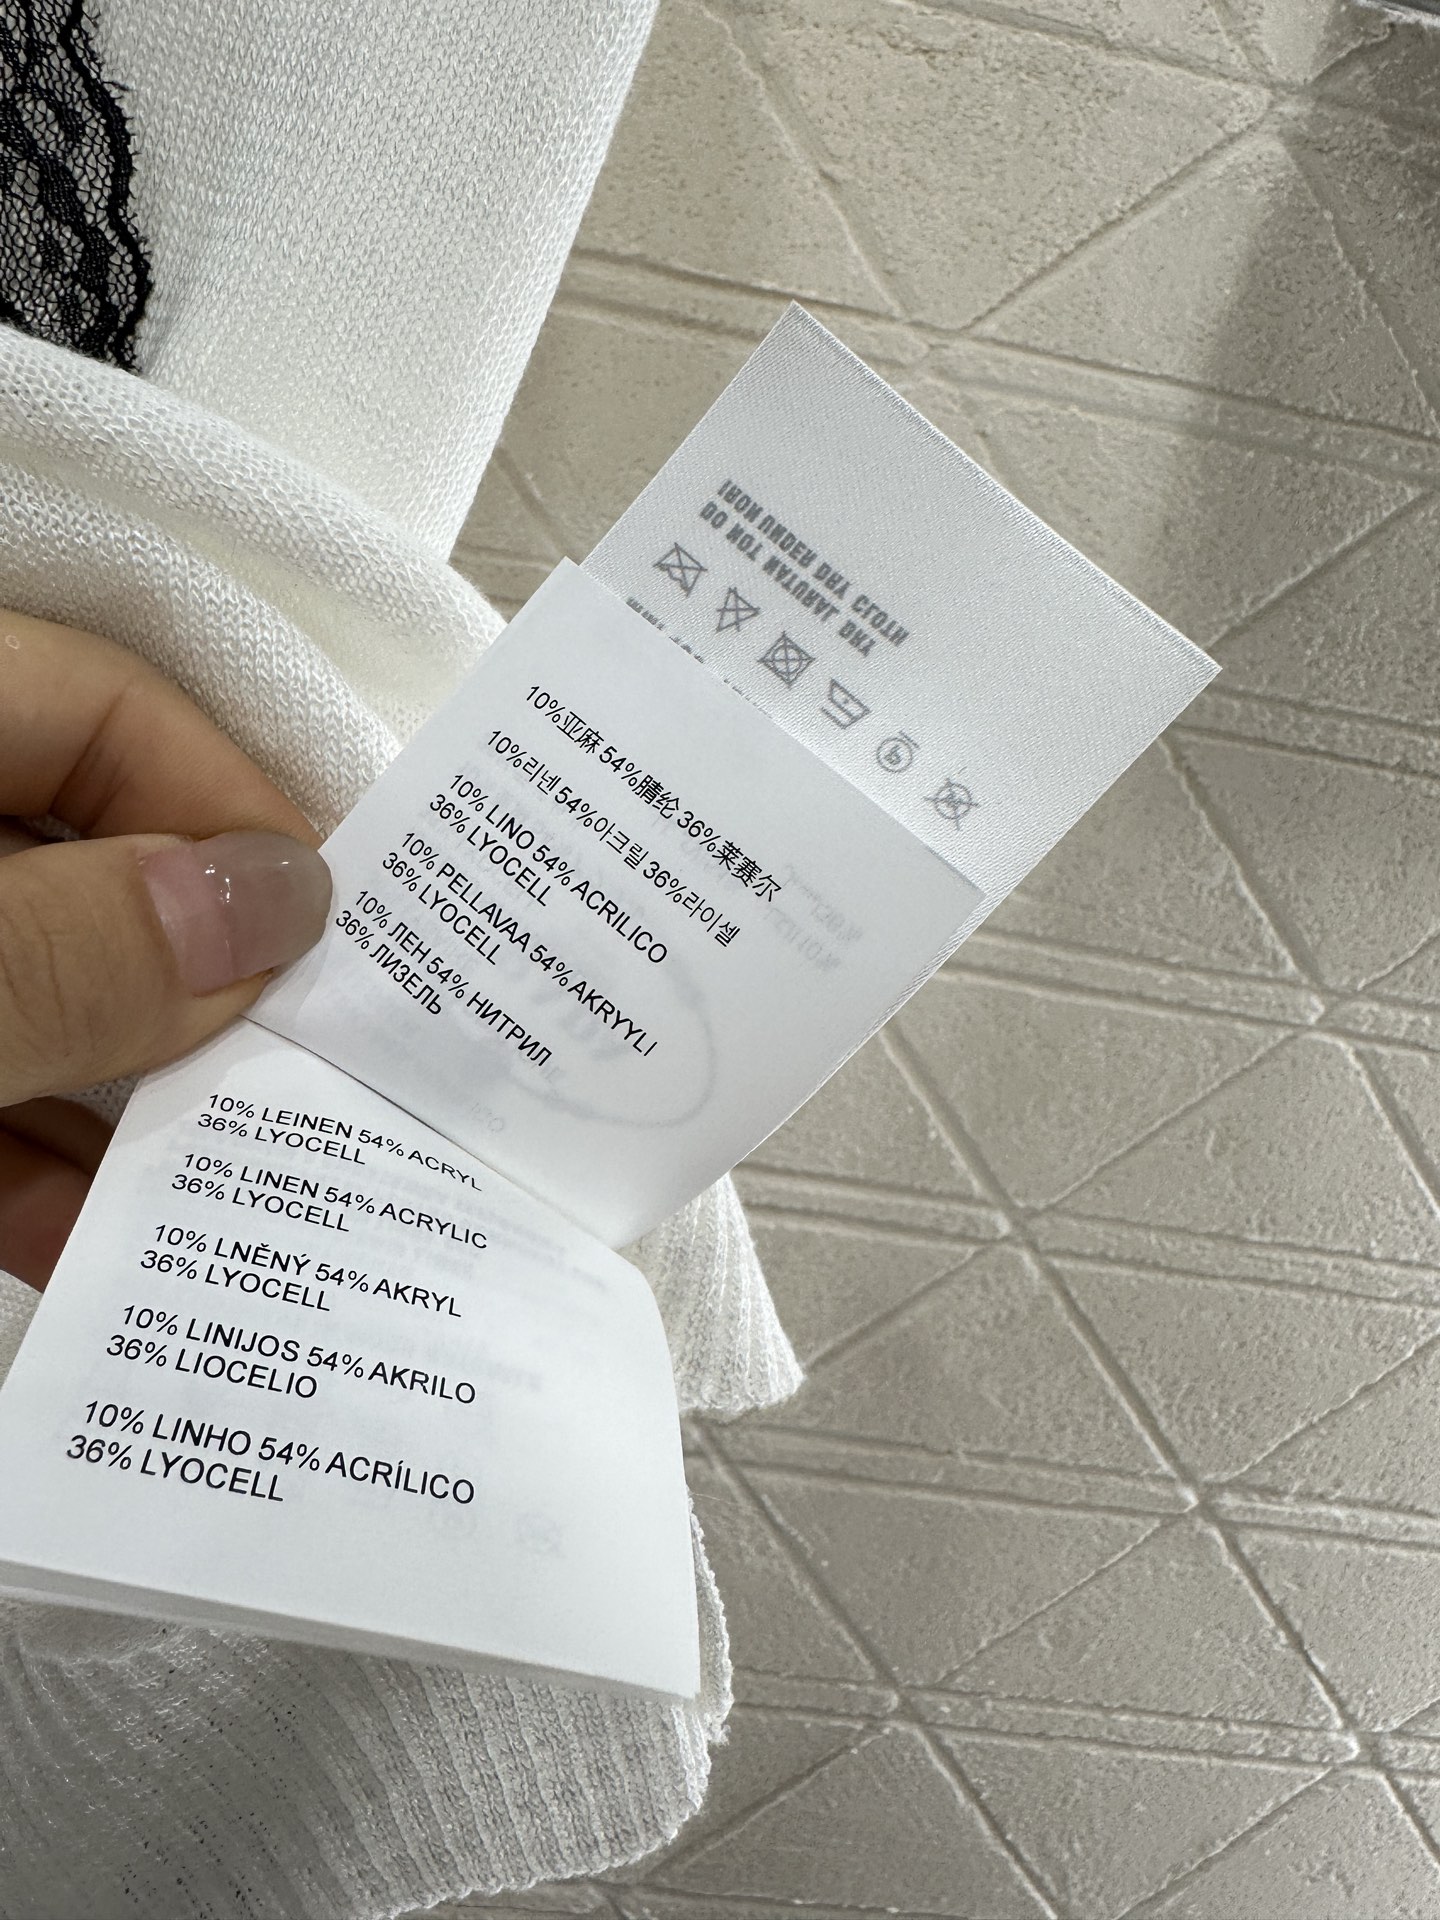 IRON UNDER DRY CLOTH
DO NOT NATURAL DRY
10%亚麻 54%腈纶 36%莱赛尔
10%리넨 54%아크릴 36%라이셀
10% LINO 54% ACRILICO
36% LYOCELL
10% PELLAVAA 54% AKRYYLI
36% LYOCELL
10% ЛЕН 54% НИТРИЛ
36% ЛИЗЕЛЬ
10% LEINEN 54% ACRYL
36% LYOCELL
10% LINEN 54% ACRYLIC
36% LYOCELL
10% LNĚNÝ 54% AKRYL
36% LYOCELL
10% LINIJOS 54% AKRILO
36% LIOCELIO
10% LINHO 54% ACRÍLICO
36% LYOCELL